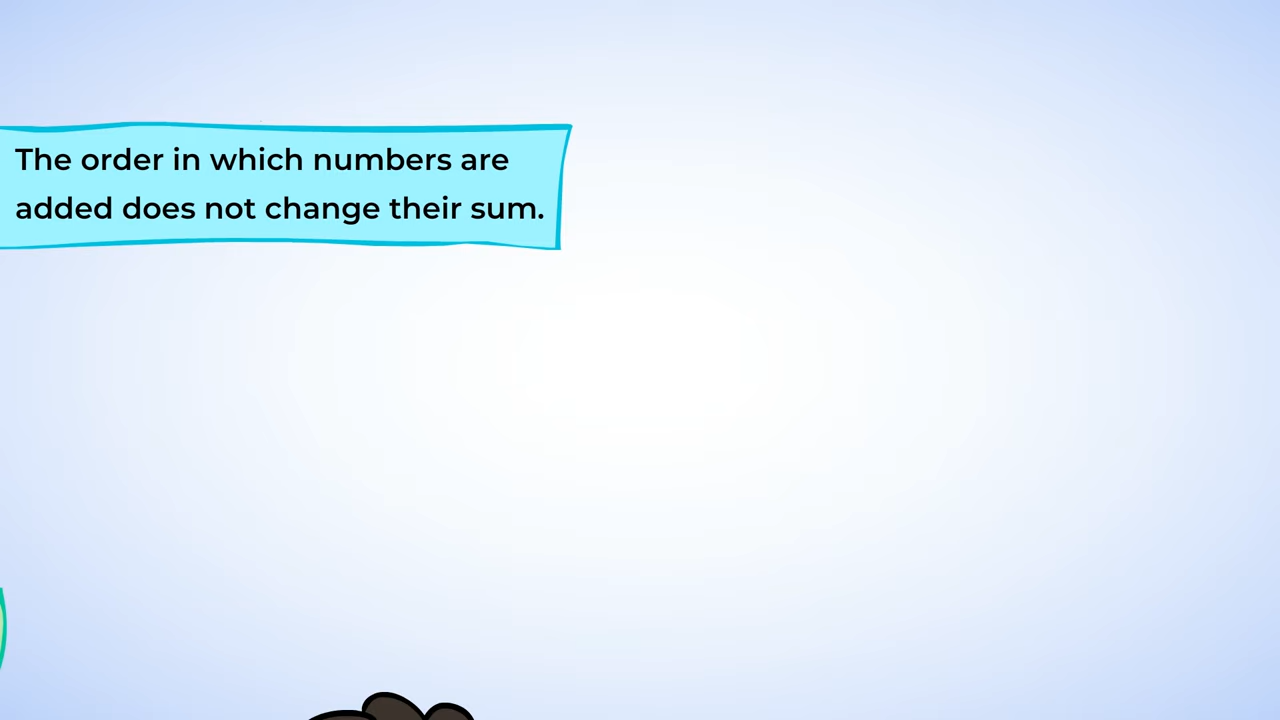 The order in which numbers are
added does not change their sum.